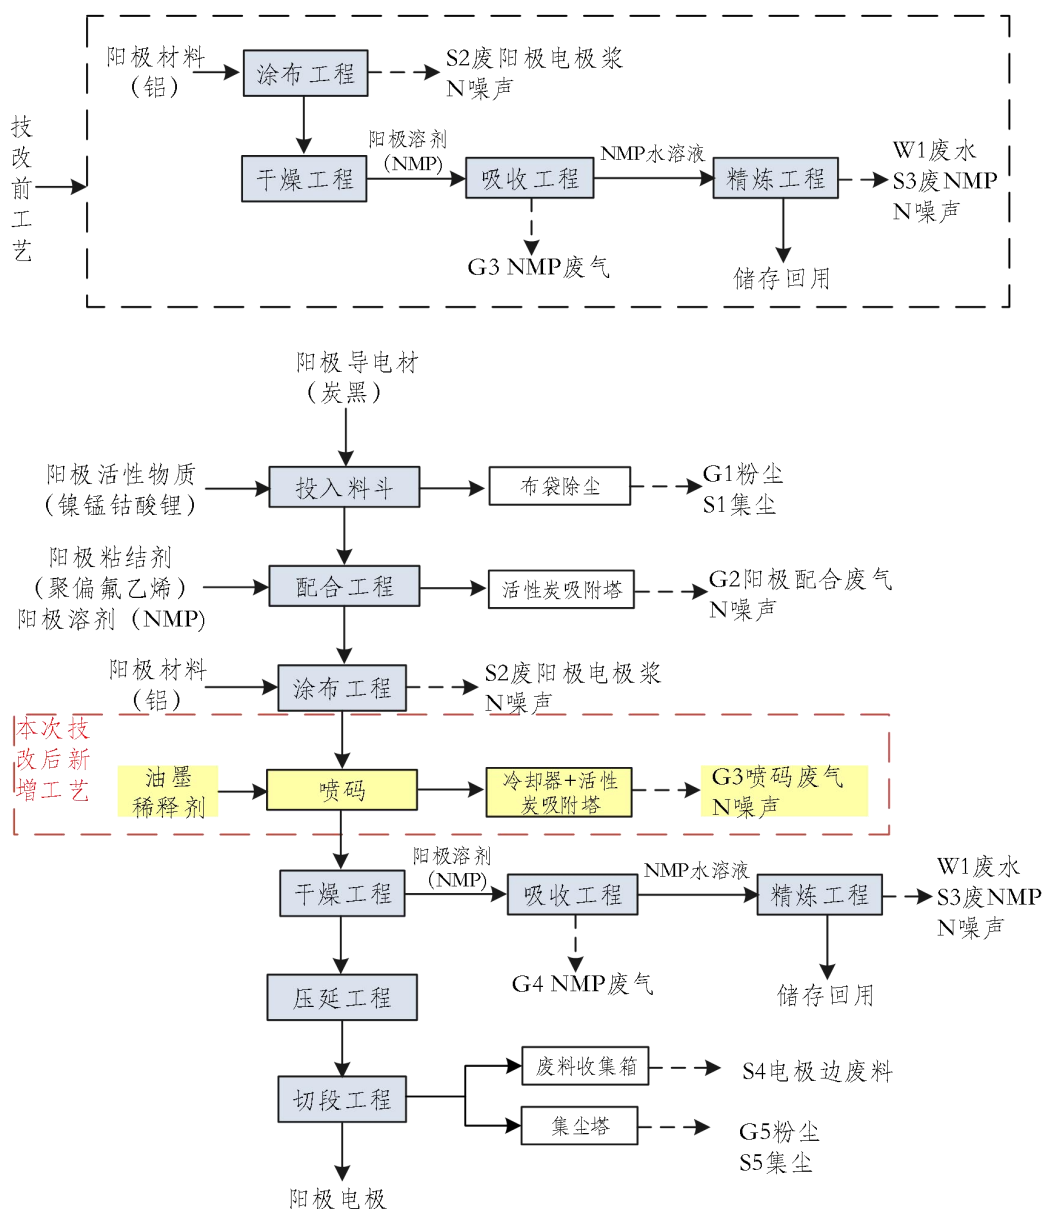 技
改
前
工
艺
阳极材料
（铝）
涂布工程
S2废阳极电极浆
N噪声
干燥工程
阳极溶剂
(NMP)
吸收工程
NMP水溶液
精炼工程
W1废水
S3废NMP
N噪声
G3 NMP废气
储存回用
阳极导电材
（炭黑）
阳极活性物质
（镍锰钴酸锂）
投入料斗
布袋除尘
G1粉尘
S1集尘
阳极粘结剂
（聚偏氟乙烯）
阳极溶剂（NMP)
配合工程
活性炭吸附塔
G2阳极配合废气
N噪声
阳极材料
（铝）
涂布工程
S2废阳极电极浆
N噪声
本次技
改后新
增工艺
油墨
稀释剂
喷码
冷却器+活性
炭吸附塔
G3喷码废气
N噪声
干燥工程
阳极溶剂
（NMP)
吸收工程
NMP水溶液
精炼工程
W1废水
S3废NMP
N噪声
G4 NMP废气
储存回用
压延工程
切段工程
废料收集箱
S4电极边废料
集尘塔
G5粉尘
S5集尘
阳极电极